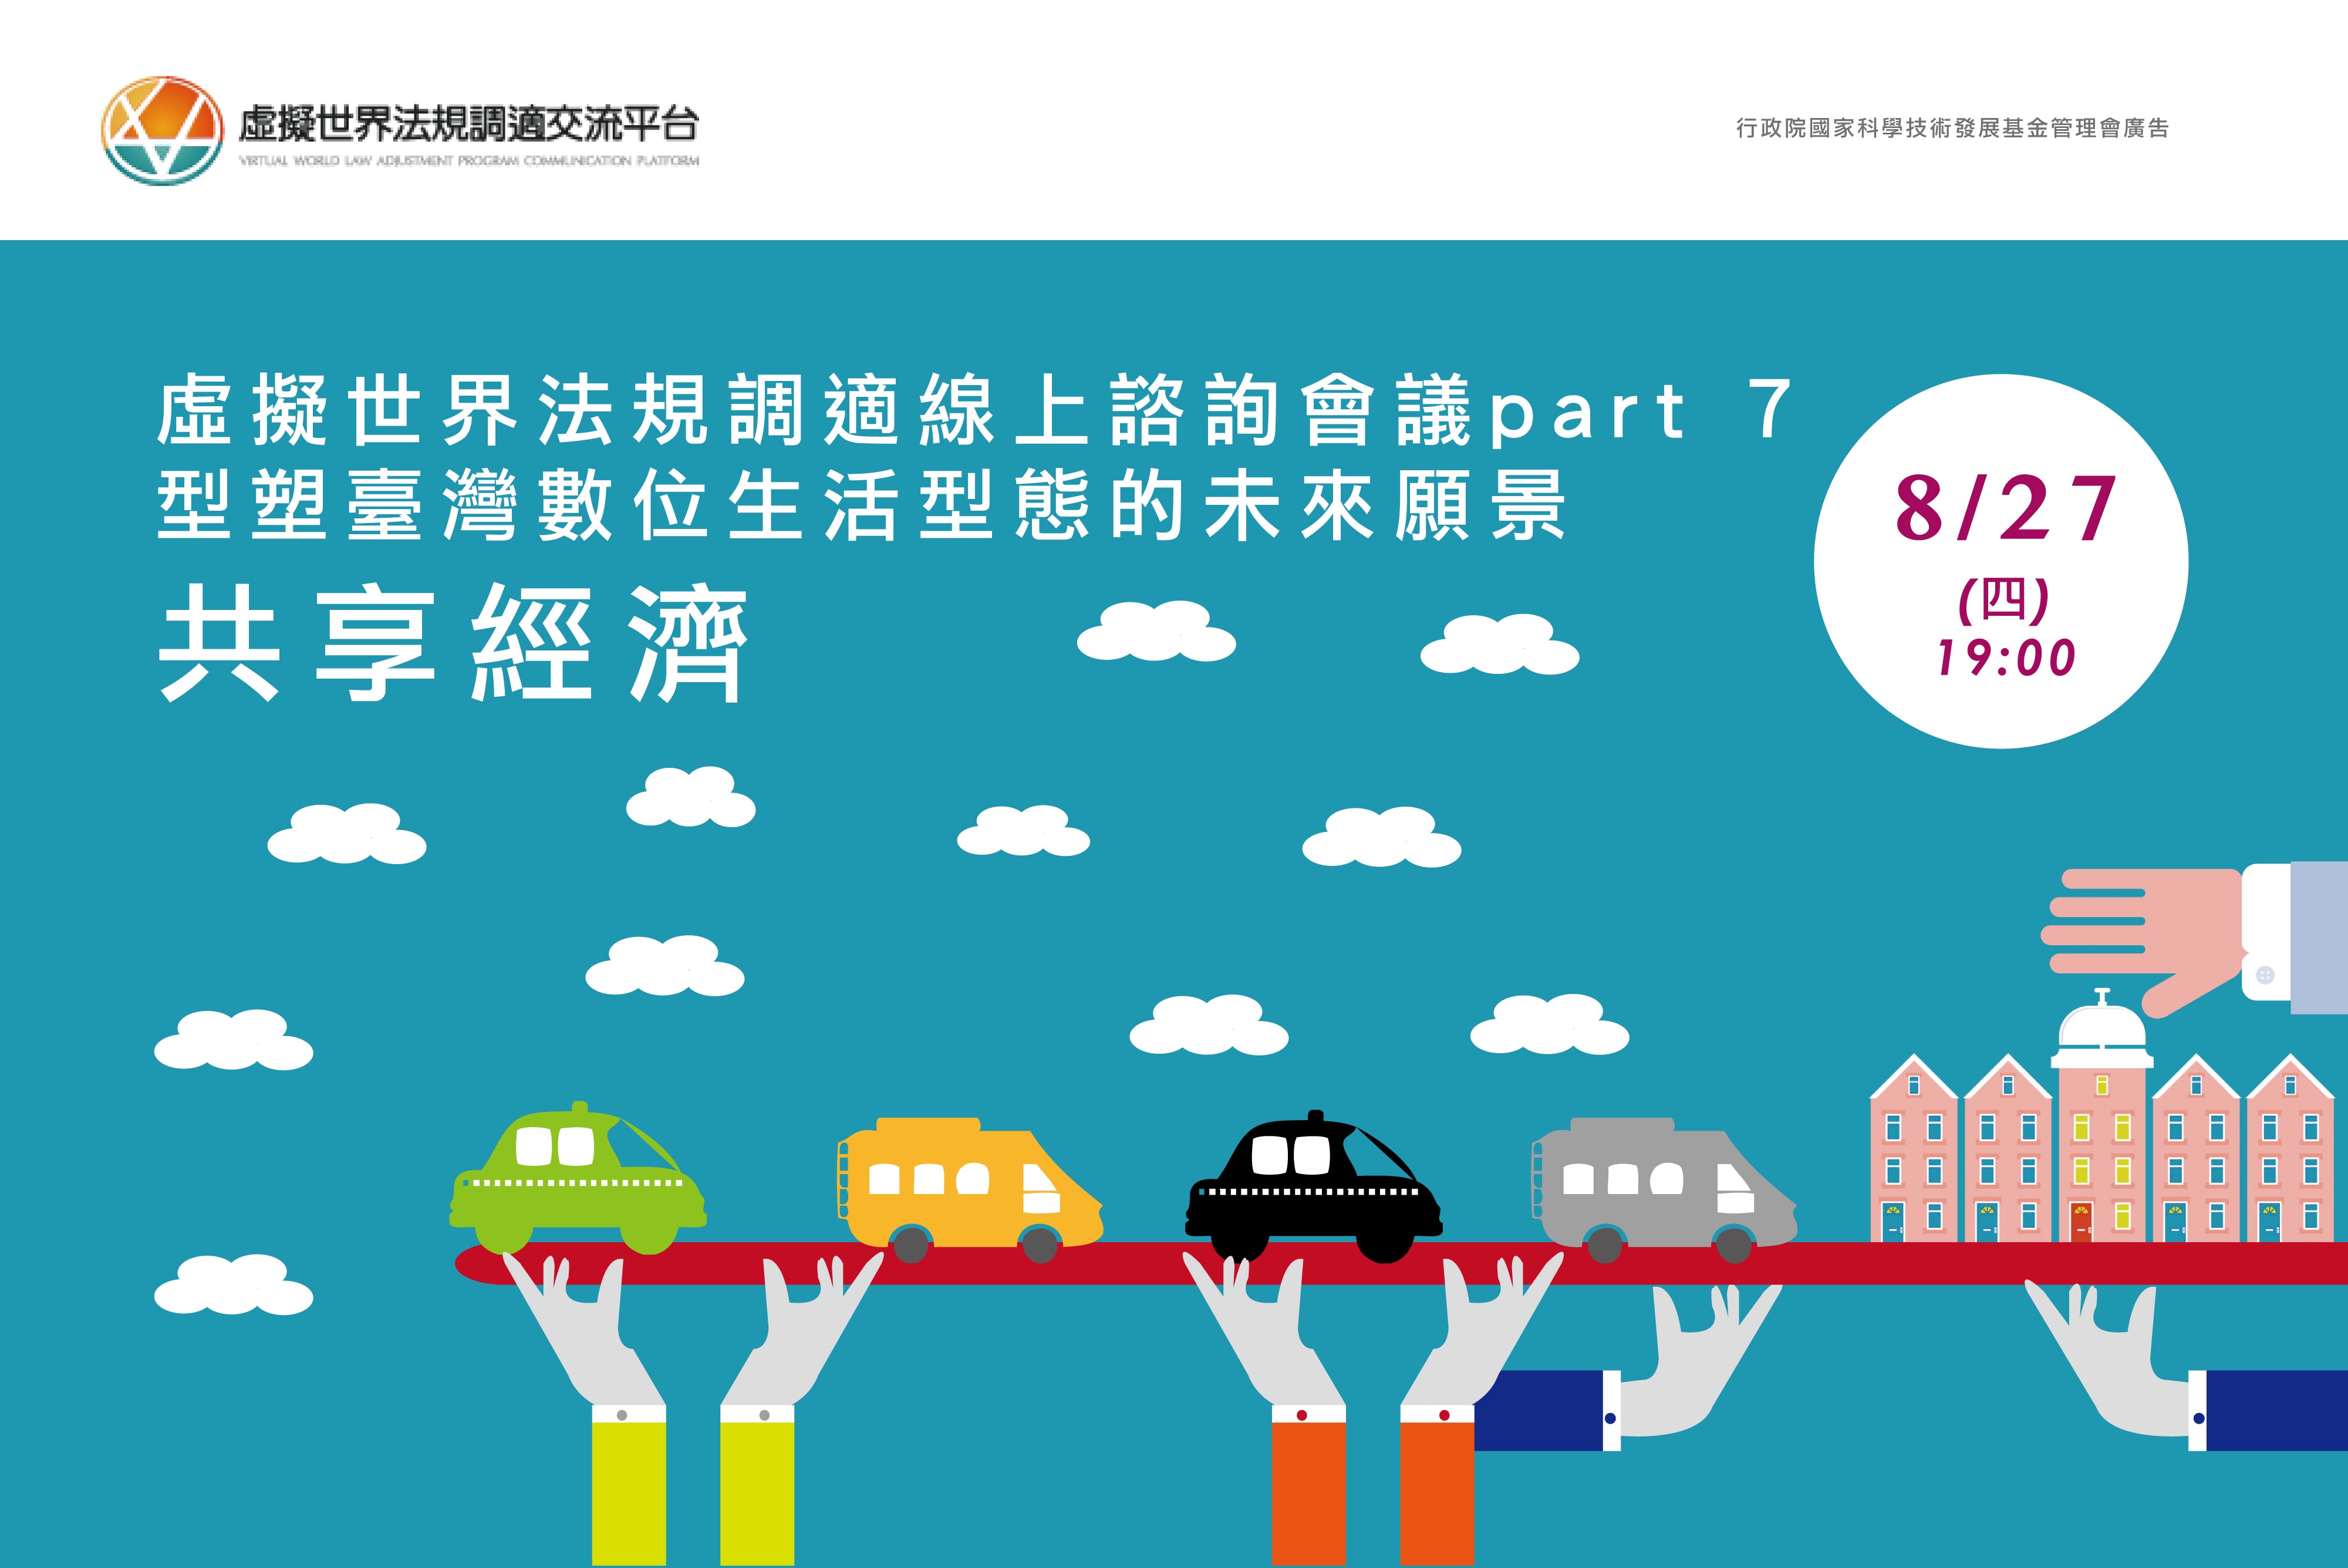 虛擬世界法規調適交流平台
VIRTUAL WORLD LAW ADJUSTMENT PROGRAM COMMUNICATION PLATFORM
行政院國家科學技術發展基金管理會廣告
虛擬世界法規調適線上諮詢會議part 7
型塑臺灣數位生活型態的未來願景
共享經濟
8/27
(四)
19:00